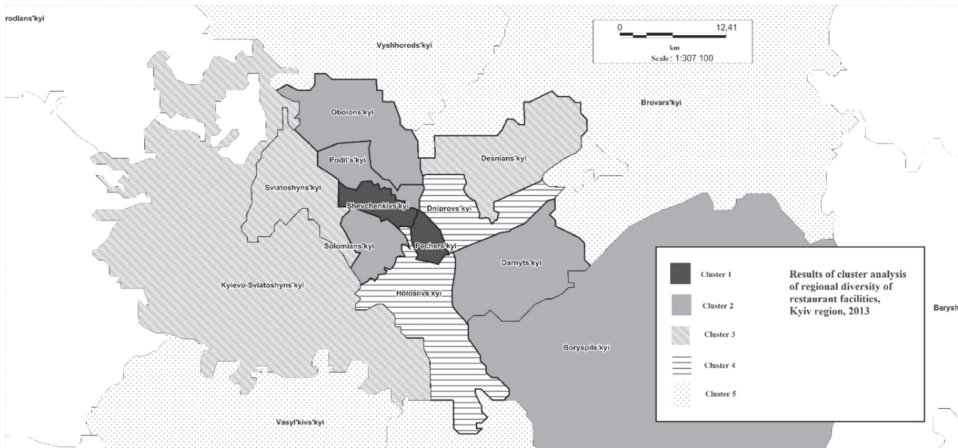 rodians'kyi
Vyshhorods'kyi
0 12,41
km
Scale: 1:307 100
Brovars'kyi
Obolons'kyi
Podil's'kyi
Desnians'kyi
Sviatoshyns'kyi
Shevchenkivs'kyi
Dniprovs'kyi
Solomians'kyi
Pechers'kyi
Darnyts'kyi
Kyievo-Sviatoshyns'kyi
Holosiivs'kyi
Boryspils'kyi
Barysh
Vasyl'kivs'kyi
Cluster 1
Cluster 2
Cluster 3
Cluster 4
Cluster 5
Results of cluster analysis
of regional diversity of
restaurant facilities,
Kyiv region, 2013